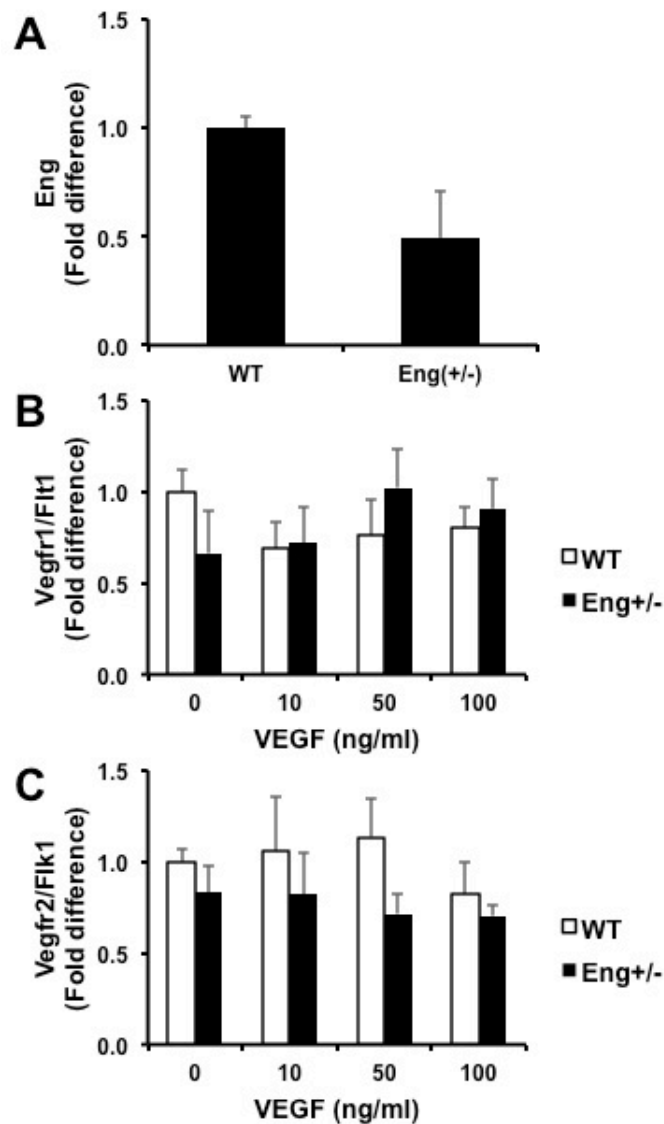 A
Eng
(Fold difference)
1.5
1.0
0.5
0.0
WT
Eng(+/-)
B
Vegfr1/Flt1
(Fold difference)
1.5
1.0
0.5
0.0
0
10
50
100
VEGF (ng/ml)
WT
Eng+/-
C
Vegfr2/Flk1
(Fold difference)
1.5
1.0
0.5
0.0
0
10
50
100
VEGF (ng/ml)
WT
Eng+/-